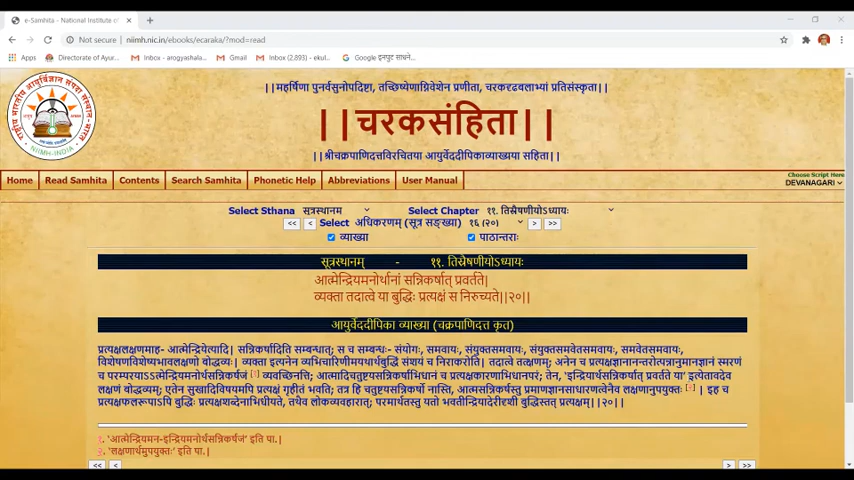 e-Samhita - National Institute of
Not secure | niimh.nic.in/ebooks/ecaraka/?mod=read
Apps Directorate of Ayur... Inbox - arogyashala... Gmail Inbox (2,893) - ekul... Google इनपुट साधने...
||महर्षिणा पुनर्वसुनोपदिष्टा, तच्छिष्येणाग्निवेशेन प्रणीता, चरकदृढबलाभ्यां प्रतिसंस्कृता||
||चरकसंहिता||
||श्रीचक्रपाणिदत्तविरचितया आयुर्वेददीपिकाव्याख्यया सहिता||
NIIMH-INDIA
Choose Script Here
Home Read Samhita Contents Search Samhita Phonetic Help Abbreviations User Manual DEVANAGARI
Select Sthana सूत्रस्थानम् Select Chapter ११. तिस्रैषणीयोऽध्यायः
<< < Select अधिकरणम् (सूत्र सङ्ख्या) १६ (२०) > >>
व्याख्या पाठान्तराः
सूत्रस्थानम् - ११. तिस्रैषणीयोऽध्यायः
आत्मेन्द्रियमनोर्थानां सन्निकर्षात् प्रवर्तते|
व्यक्ता तदात्वे या बुद्धिः प्रत्यक्षं स निरुच्यते||२०||
आयुर्वेददीपिका व्याख्या (चक्रपाणिदत्त कृत)
प्रत्यक्षलक्षणमाह- आत्मेन्द्रियेत्यादि| सन्निकर्षादिति सम्बन्धात्; स च सम्बन्धः- संयोगः, समवायः, संयुक्तसमवायः, संयुक्तसमवेतसमवायः, समवेतसमवायः,
विशेषणविशेष्यभावलक्षणो बोद्धव्यः| व्यक्ता इत्यनेन व्यभिचारिणीमयथार्थबुद्धिं संशयं च निराकरोति| तदात्वे तत्क्षणम्; अनेन च प्रत्यक्षज्ञानानन्तरोत्पन्नानुमानज्ञानं स्मरणं
च परम्परयाऽऽत्मेन्द्रियमनोर्थसन्निकर्षजं [१] व्यवच्छिनत्ति; आत्मादिचतुष्टयसन्निकर्षाभिधानं च प्रत्यक्षकारणाभिधानपरं; तेन, ‘इन्द्रियार्थसन्निकर्षात् प्रवर्तते या’ इत्येतावदेव
लक्षणं बोद्धव्यम्; एतेन सुखादिविषयमपि प्रत्यक्षं गृहीतं भवति; तत्र हि चतुष्टयसन्निकर्षो नास्ति, आत्मसन्निकर्षस्तु प्रमाणज्ञानसाधारणत्वेनैव लक्षणानुपयुक्तः [२] | इह च
प्रत्यक्षफलरूपाऽपि बुद्धिः प्रत्यक्षशब्देनाभिधीयते, तथैव लोकव्यवहारात्; परमार्थतस्तु यतो भवतीन्द्रियादेरीदृशी बुद्धिस्तत् प्रत्यक्षम्||२०||
१. ‘आत्मेन्द्रियमन-इन्द्रियमनोर्थसन्निकर्षजं’ इति पा.|
२. ‘लक्षणार्थमुपयुक्तः’ इति पा.|
<< < > >>